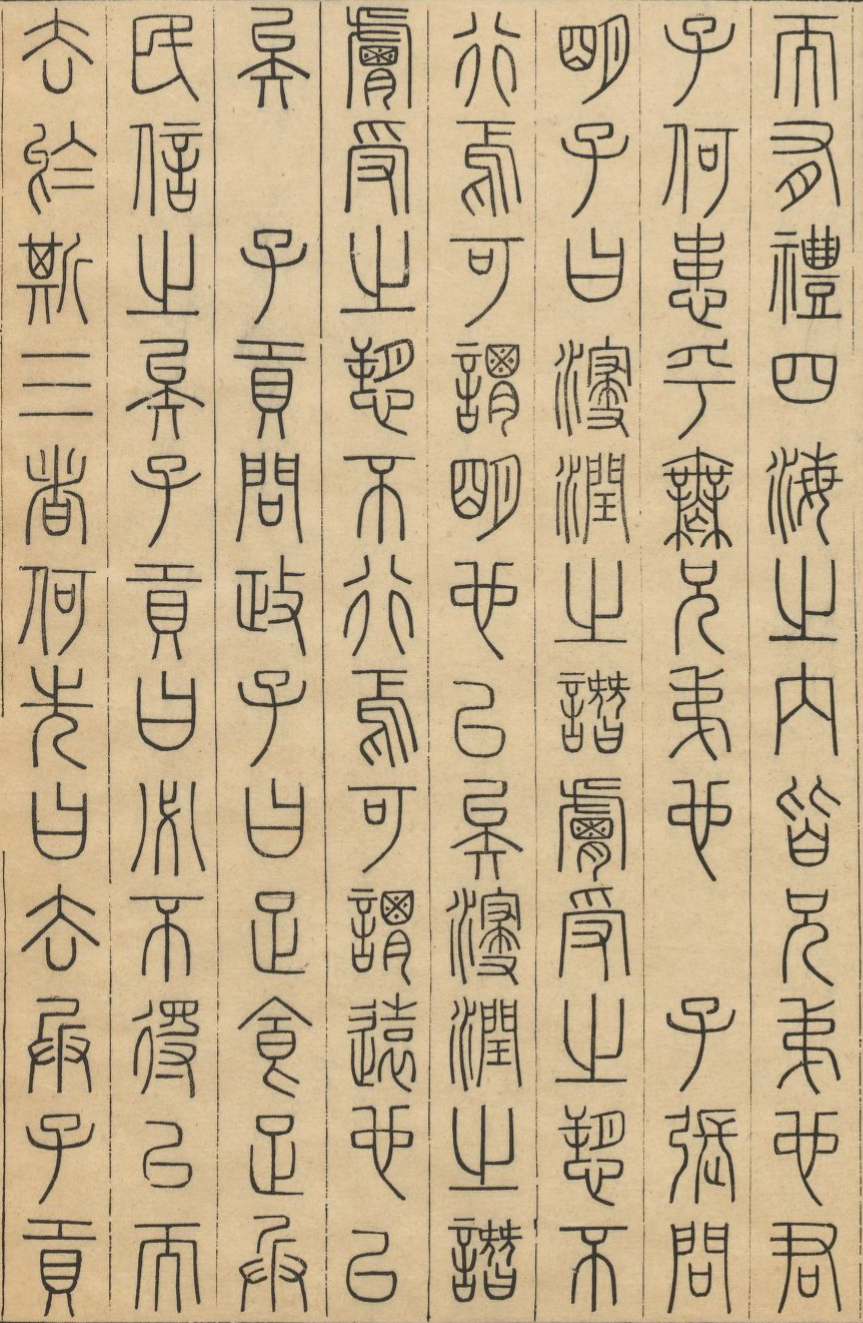 而有禮四海之內皆兄弟也君
子何患乎無兄弟也　子張問
明子曰浸潤之譖膚受之愬不
行焉可謂明也已矣浸潤之譖
膚受之愬不行焉可謂遠也已
矣　子貢問政子曰足食足兵
民信之矣子貢曰必不得已而
去於斯三者何先曰去兵子貢